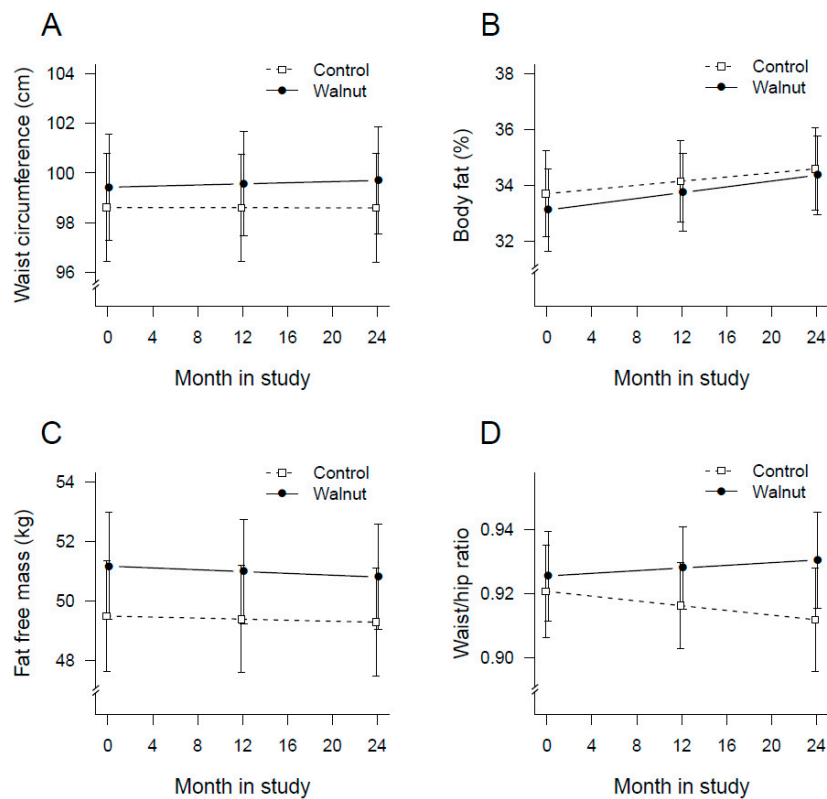 A
Waist circumference (cm)
104
102
100
98
96
Control
Walnut
0 4 8 12 16 20 24
Month in study
B
Body fat (%)
38
36
34
32
Control
Walnut
0 4 8 12 16 20 24
Month in study
C
Fat free mass (kg)
54
52
50
48
Control
Walnut
0 4 8 12 16 20 24
Month in study
D
Waist/hip ratio
0.94
0.92
0.90
Control
Walnut
0 4 8 12 16 20 24
Month in study